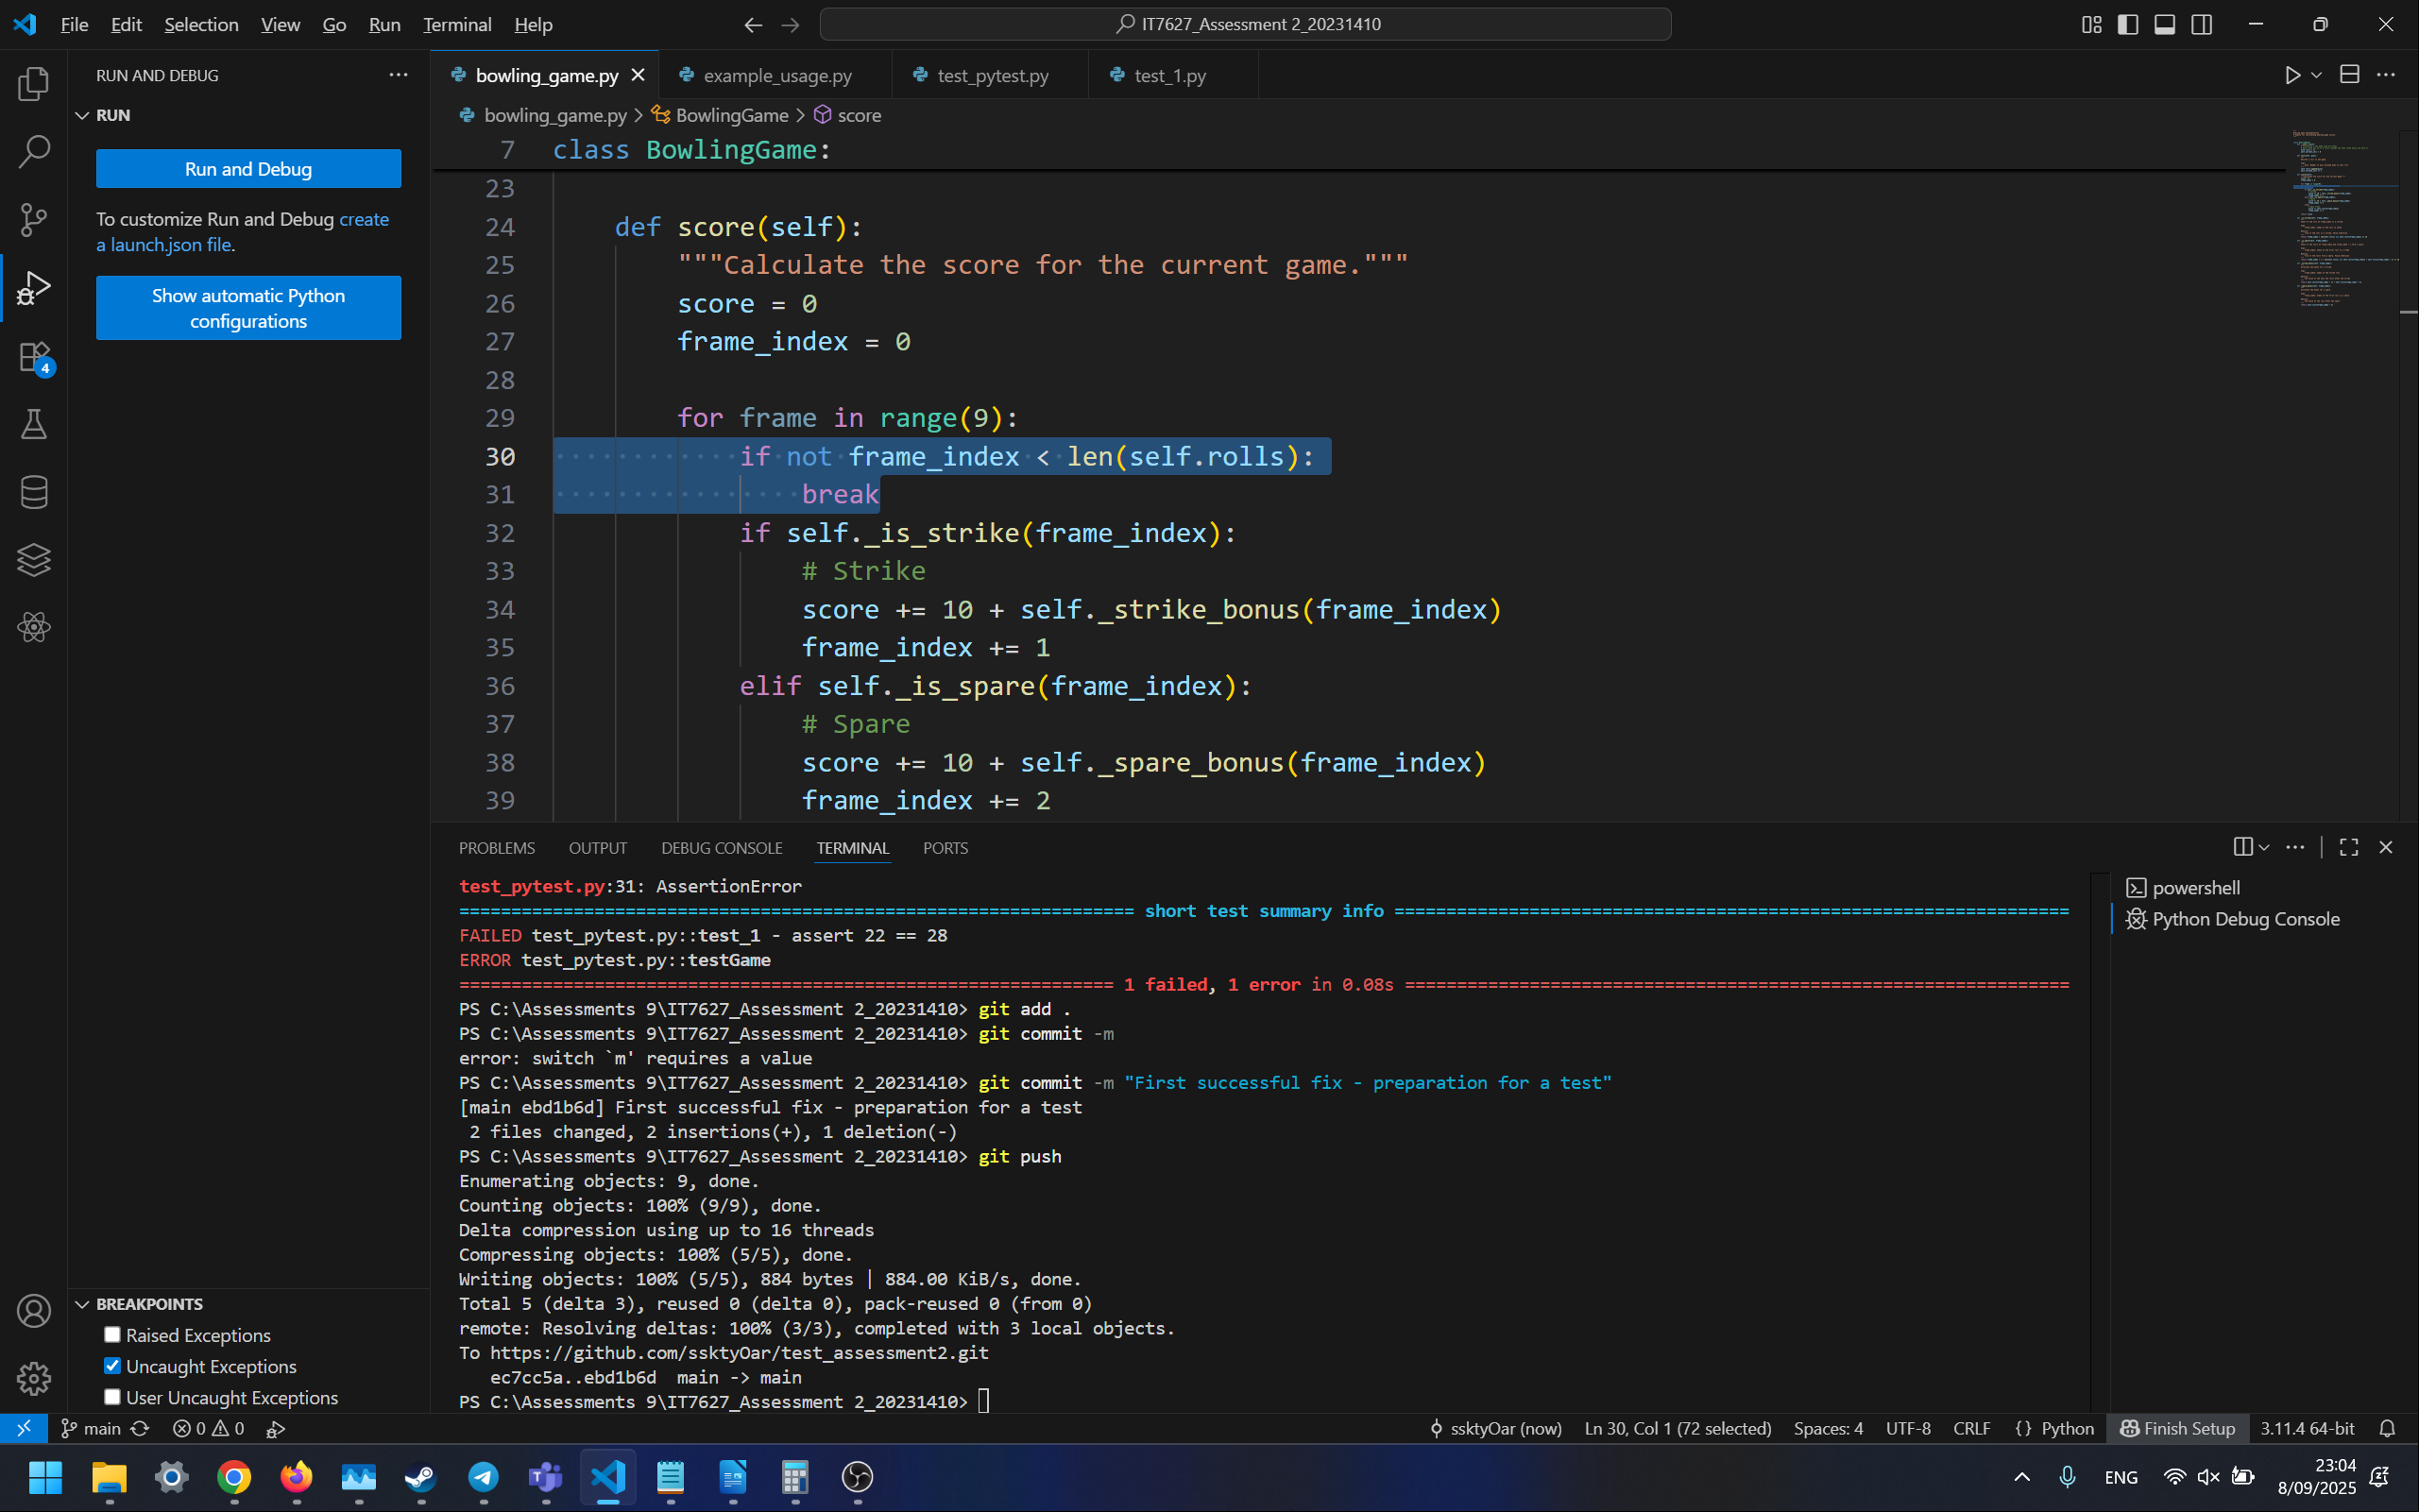 File Edit Selection View Go Run Terminal Help
IT7627_Assessment 2_20231410
RUN AND DEBUG
RUN
Run and Debug
To customize Run and Debug create
a launch.json file.
Show automatic Python
configurations
4
bowling_game.py
example_usage.py
test_pytest.py
test_1.py
bowling_game.py > BowlingGame > score
7 class BowlingGame:
23
24 def score(self):
25 """Calculate the score for the current game."""
26 score = 0
27 frame_index = 0
28
29 for frame in range(9):
30 if not frame_index < len(self.rolls):
31 break
32 if self._is_strike(frame_index):
33 # Strike
34 score += 10 + self._strike_bonus(frame_index)
35 frame_index += 1
36 elif self._is_spare(frame_index):
37 # Spare
38 score += 10 + self._spare_bonus(frame_index)
39 frame_index += 2
PROBLEMS OUTPUT DEBUG CONSOLE TERMINAL PORTS
test_pytest.py:31: AssertionError
================================================================= short test summary info =================================================================
FAILED test_pytest.py::test_1 - assert 22 == 28
ERROR test_pytest.py::testGame
=============================================================== 1 failed, 1 error in 0.08s ================================================================
PS C:\Assessments 9\IT7627_Assessment 2_20231410> git add .
PS C:\Assessments 9\IT7627_Assessment 2_20231410> git commit -m
error: switch `m' requires a value
PS C:\Assessments 9\IT7627_Assessment 2_20231410> git commit -m "First successful fix - preparation for a test"
[main ebd1b6d] First successful fix - preparation for a test
2 files changed, 2 insertions(+), 1 deletion(-)
PS C:\Assessments 9\IT7627_Assessment 2_20231410> git push
Enumerating objects: 9, done.
Counting objects: 100% (9/9), done.
Delta compression using up to 16 threads
Compressing objects: 100% (5/5), done.
Writing objects: 100% (5/5), 884 bytes | 884.00 KiB/s, done.
Total 5 (delta 3), reused 0 (delta 0), pack-reused 0 (from 0)
remote: Resolving deltas: 100% (3/3), completed with 3 local objects.
To https://github.com/ssktyOar/test_assessment2.git
ec7cc5a..ebd1b6d main -> main
PS C:\Assessments 9\IT7627_Assessment 2_20231410>
powershell
Python Debug Console
BREAKPOINTS
Raised Exceptions
Uncaught Exceptions
User Uncaught Exceptions
main 0 0
ssktyOar (now) Ln 30, Col 1 (72 selected) Spaces: 4 UTF-8 CRLF {} Python Finish Setup 3.11.4 64-bit
ENG
23:04
8/09/2025